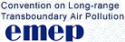 Convention on Long-range
Transboundary Air Pollution
emep